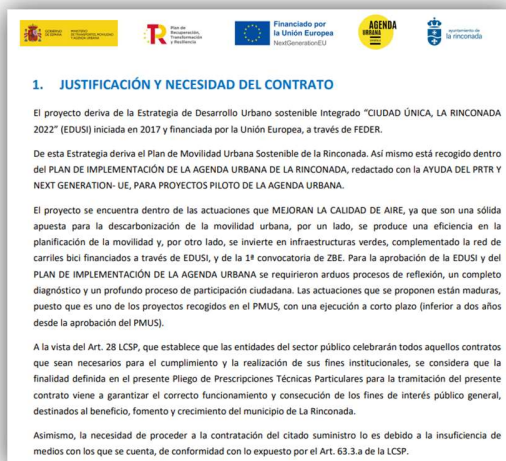 GOBIERNO
DE ESPAÑA
MINISTERIO
DE TRANSPORTES, MOVILIDAD
Y AGENDA URBANA
Plan de
Recuperación,
Transformación
y Resiliencia
Financiado por
la Unión Europea
NextGenerationEU
AGENDA
URBANA
ayuntamiento de
la rinconada
1. JUSTIFICACIÓN Y NECESIDAD DEL CONTRATO
El proyecto deriva de la Estrategia de Desarrollo Urbano sostenible Integrado "CIUDAD ÚNICA, LA RINCONADA
2022" (EDUSI) iniciada en 2017 y financiada por la Unión Europea, a través de FEDER.
De esta Estrategia deriva el Plan de Movilidad Urbana Sostenible de la Rinconada. Así mismo está recogido dentro
del PLAN DE IMPLEMENTACIÓN DE LA AGENDA URBANA DE LA RINCONADA, redactado con la AYUDA DEL PRTR Y
NEXT GENERATION- UE, PARA PROYECTOS PILOTO DE LA AGENDA URBANA.
El proyecto se encuentra dentro de las actuaciones que MEJORAN LA CALIDAD DE AIRE, ya que son una sólida
apuesta para la descarbonización de la movilidad urbana, por un lado, se produce una eficiencia en la
planificación de la movilidad y, por otro lado, se invierte en infraestructuras verdes, complementado la red de
carriles bici financiados a través de EDUSI, y de la 1ª convocatoria de ZBE. Para la aprobación de la EDUSI y del
PLAN DE IMPLEMENTACIÓN DE LA AGENDA URBANA se requirieron arduos procesos de reflexión, un completo
diagnóstico y un profundo proceso de participación ciudadana. Las actuaciones que se proponen están maduras,
puesto que es uno de los proyectos recogidos en el PMUS, con una ejecución a corto plazo (inferior a dos años
desde la aprobación del PMUS).
A la vista del Art. 28 LCSP, que establece que las entidades del sector público celebrarán todos aquellos contratos
que sean necesarios para el cumplimiento y la realización de sus fines institucionales, se considera que la
finalidad definida en el presente Pliego de Prescripciones Técnicas Particulares para la tramitación del presente
contrato viene a garantizar el correcto funcionamiento y consecución de los fines de interés público general,
destinados al beneficio, fomento y crecimiento del municipio de La Rinconada.
Asimismo, la necesidad de proceder a la contratación del citado suministro lo es debido a la insuficiencia de
medios con los que se cuenta, de conformidad con lo expuesto por el Art. 63.3.a de la LCSP.